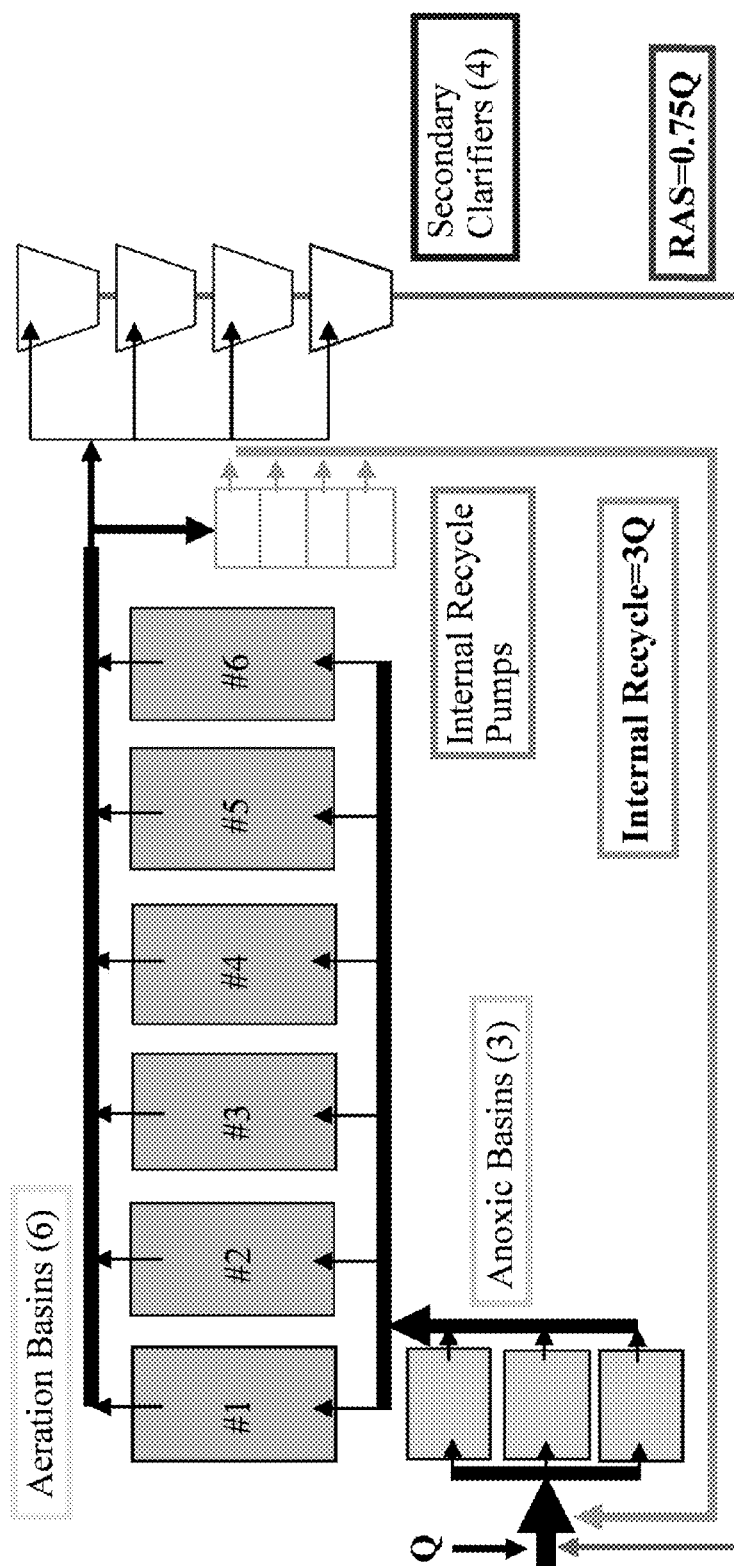 Aeration Basins (6)
#1
#2
#3
#4
#5
#6
Q
Anoxic Basins (3)
Internal Recycle
Pumps
Internal Recycle=3Q
Secondary
Clarifiers (4)
RAS=0.75Q